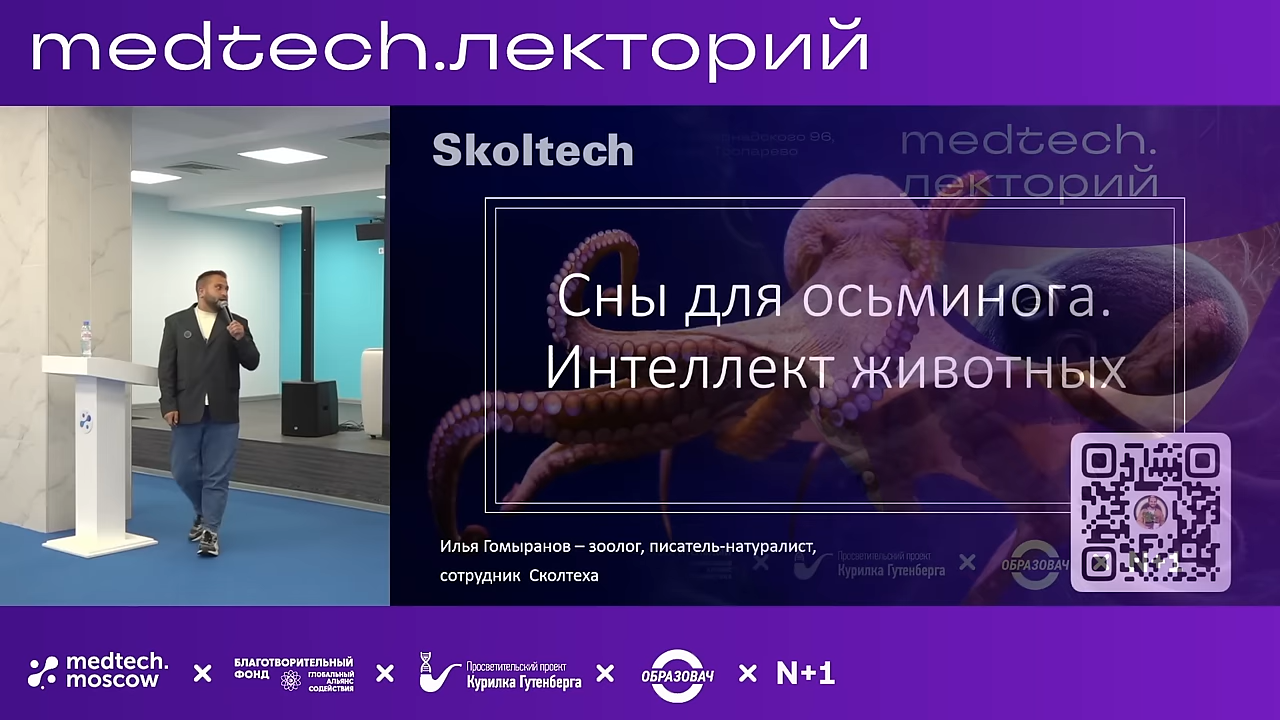 medtech.лекторий
Skoltech
medtech.
лекторий
Сны для осьминога.
Интеллект животных
Илья Гомыранов – зоолог, писатель-натуралист,
сотрудник Сколтеха
Просветительский проект
Курилка Гутенберга
×
ОБРАЗОВАЧ
N+1
medtech.
moscow
×
БЛАГОТВОРИТЕЛЬНЫЙ
ФОНД
ГЛОБАЛЬНЫЙ
АЛЬЯНС
СОДЕЙСТВИЯ
×
Просветительский проект
Курилка Гутенберга
×
ОБРАЗОВАЧ
×
N+1